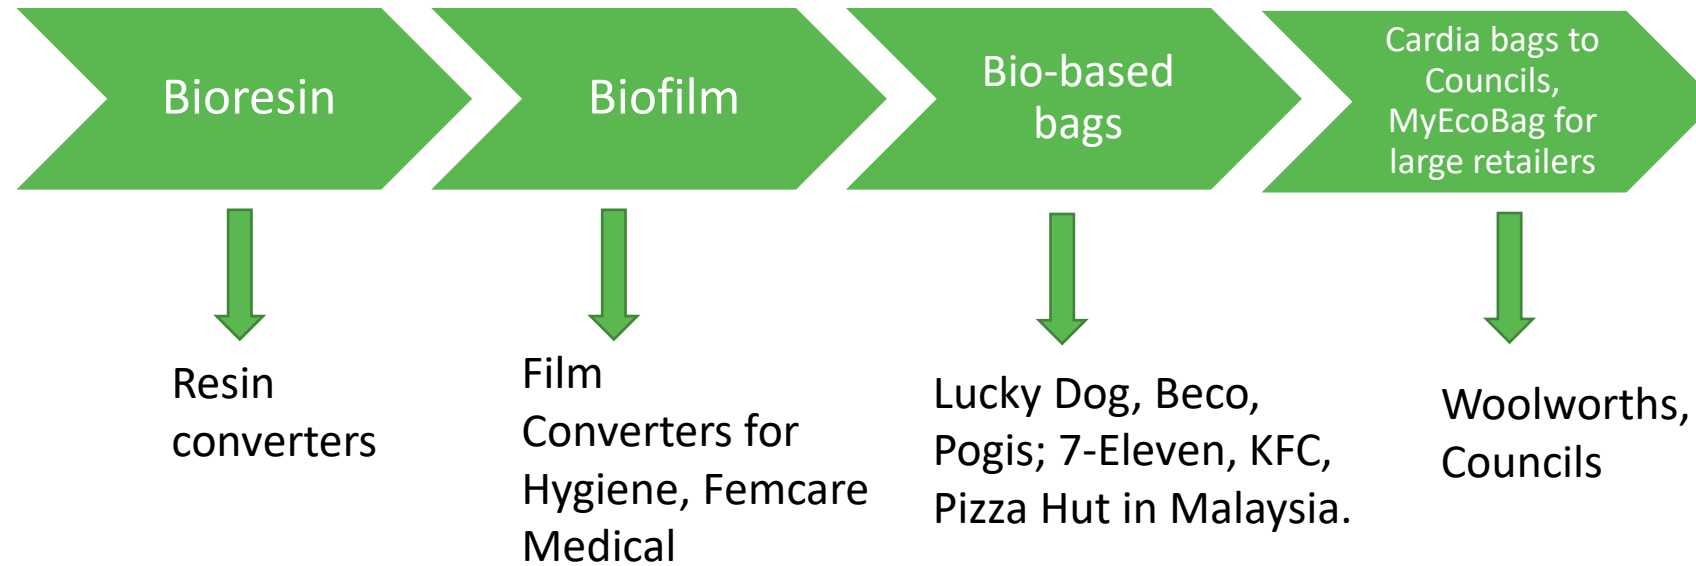 Bioresin
Biofilm
Bio-based
bags
Cardia bags to
Councils,
MyEcoBag for
large retailers
Resin
converters
Film
Converters for
Hygiene, Femcare
Medical
Lucky Dog, Beco,
Pogis; 7-Eleven, KFC,
Pizza Hut in Malaysia.
Woolworths,
Councils